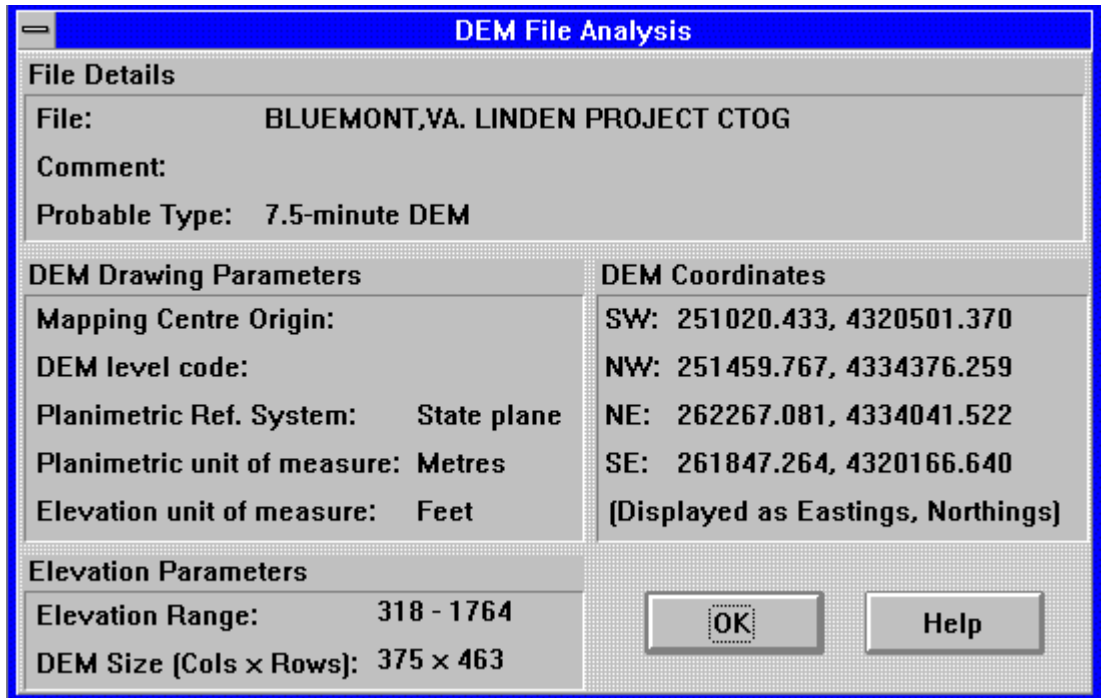 DEM File Analysis
File Details
File: BLUEMONT,VA. LINDEN PROJECT CTOG
Comment:
Probable Type: 7.5-minute DEM
DEM Drawing Parameters
Mapping Centre Origin:
DEM level code:
Planimetric Ref. System: State plane
Planimetric unit of measure: Metres
Elevation unit of measure: Feet
DEM Coordinates
SW: 251020.433, 4320501.370
NW: 251459.767, 4334376.259
NE: 262267.081, 4334041.522
SE: 261847.264, 4320166.640
(Displayed as Eastings, Northings)
Elevation Parameters
Elevation Range: 318 - 1764
DEM Size (Cols x Rows): 375 x 463
OK
Help